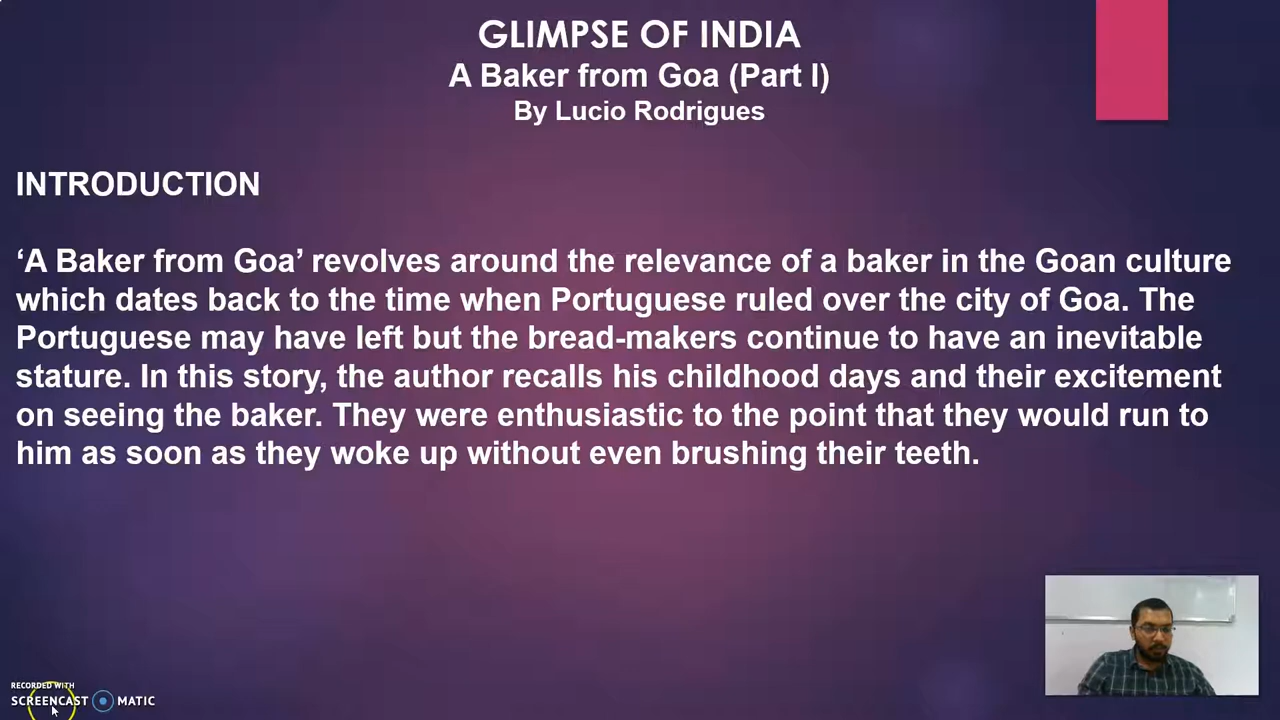 GLIMPSE OF INDIA
A Baker from Goa (Part I)
By Lucio Rodrigues
INTRODUCTION
‘A Baker from Goa’ revolves around the relevance of a baker in the Goan culture
which dates back to the time when Portuguese ruled over the city of Goa. The
Portuguese may have left but the bread-makers continue to have an inevitable
stature. In this story, the author recalls his childhood days and their excitement
on seeing the baker. They were enthusiastic to the point that they would run to
him as soon as they woke up without even brushing their teeth.
RECORDED WITH
SCREENCAST MATIC